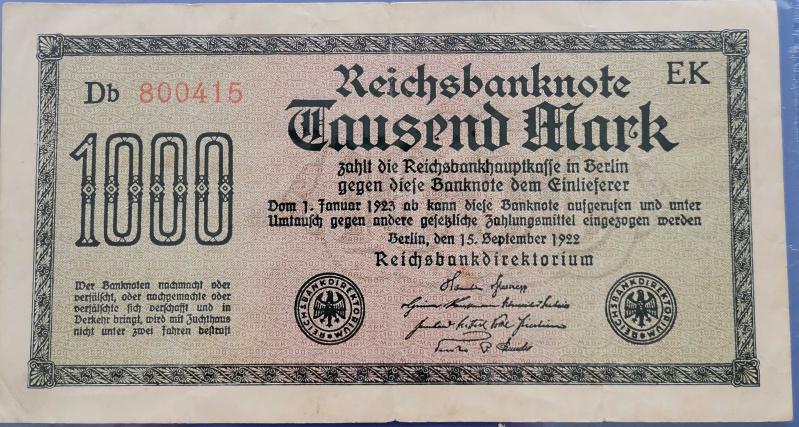 Reichsbanknote
Db 800415
EK
Tausend Mark
1000
zahlt die Reichsbankhauptkasse in Berlin
gegen diese Banknote dem Einlieferer
Vom 1. Januar 1923 ab kann diese Banknote aufgerufen und unter
Umtausch gegen andere gesetzliche Zahlungsmittel eingezogen werden
Berlin, den 15. September 1922
Reichsbankdirektorium
Wer Banknoten nachmacht oder
verfälscht, oder nachgemachte oder
verfälschte sich verschafft und in
Verkehr bringt, wird mit Zuchthaus
nicht unter zwei Jahren bestraft
REICHSBANKDIREKTORIUM
REICHSBANKDIREKTORIUM